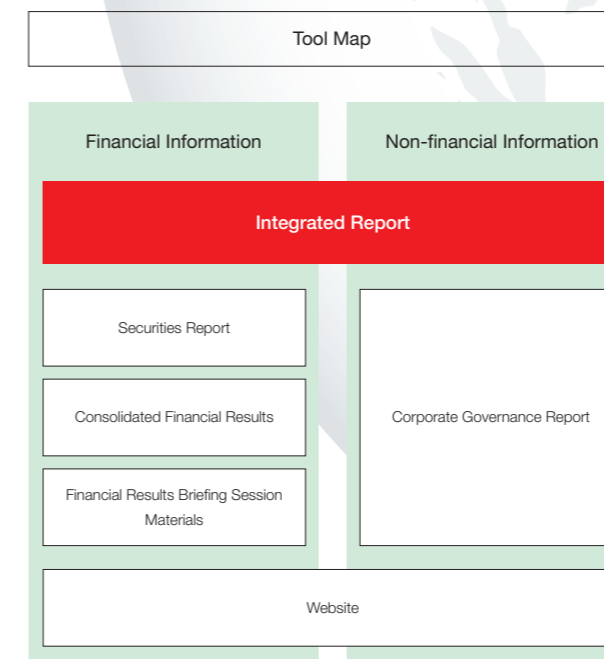 Tool Map
Financial Information
Non-financial Information
Integrated Report
Securities Report
Consolidated Financial Results
Financial Results Briefing Session
Materials
Corporate Governance Report
Website